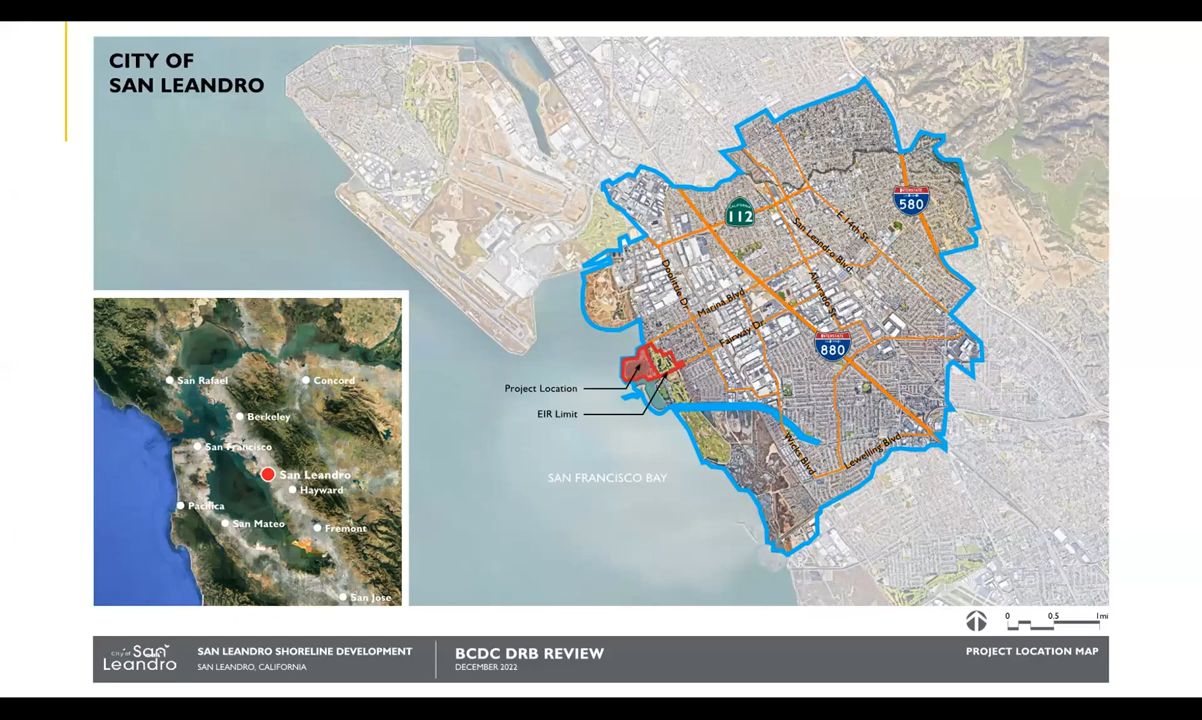 CITY OF
SAN LEANDRO
INTERSTATE
580
CALIFORNIA
112
E 14th St.
San Leandro Blvd
Doolittle Dr
Alvarado St
Marina Blvd
Fairway Dr.
INTERSTATE
880
Project Location
EIR Limit
Wicks Blvd
Lewelling Blvd
SAN FRANCISCO BAY
San Rafael
Concord
Berkeley
San Francisco
San Leandro
Hayward
Pacifica
San Mateo
Fremont
San Jose
0 0.5 1mi
City of
San
Leandro
SAN LEANDRO SHORELINE DEVELOPMENT
SAN LEANDRO, CALIFORNIA
BCDC DRB REVIEW
DECEMBER 2022
PROJECT LOCATION MAP